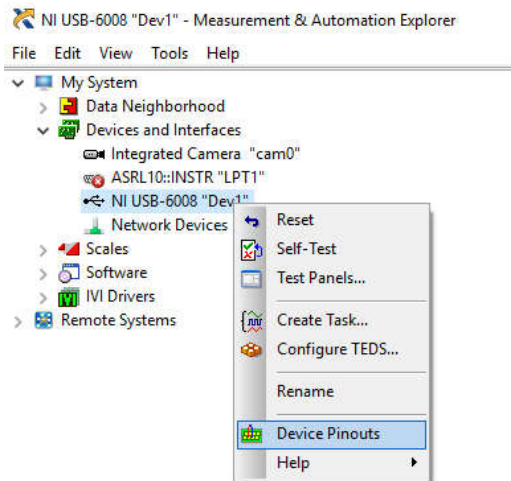 NI USB-6008 "Dev1" - Measurement & Automation Explorer
File Edit View Tools Help
My System
Data Neighborhood
Devices and Interfaces
Integrated Camera "cam0"
ASRL10::INSTR "LPT1"
NI USB-6008 "Dev1"
Network Devices
Scales
Software
IVI Drivers
Remote Systems
Reset
Self-Test
Test Panels...
Create Task...
Configure TEDS...
Rename
Device Pinouts
Help